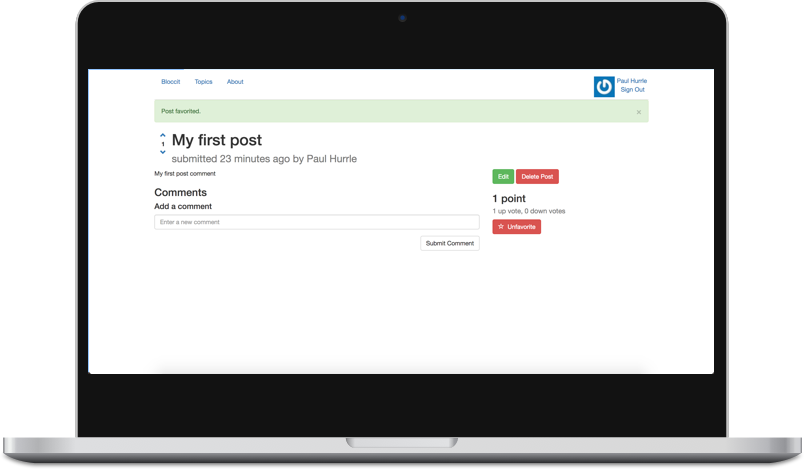 Bloccit Topics About
Paul Hurrle
Sign Out
Post favorited. ×
1
My first post
submitted 23 minutes ago by Paul Hurrle
My first post comment
Edit Delete Post
Comments
Add a comment
Enter a new comment
Submit Comment
1 point
1 up vote, 0 down votes
Unfavorite